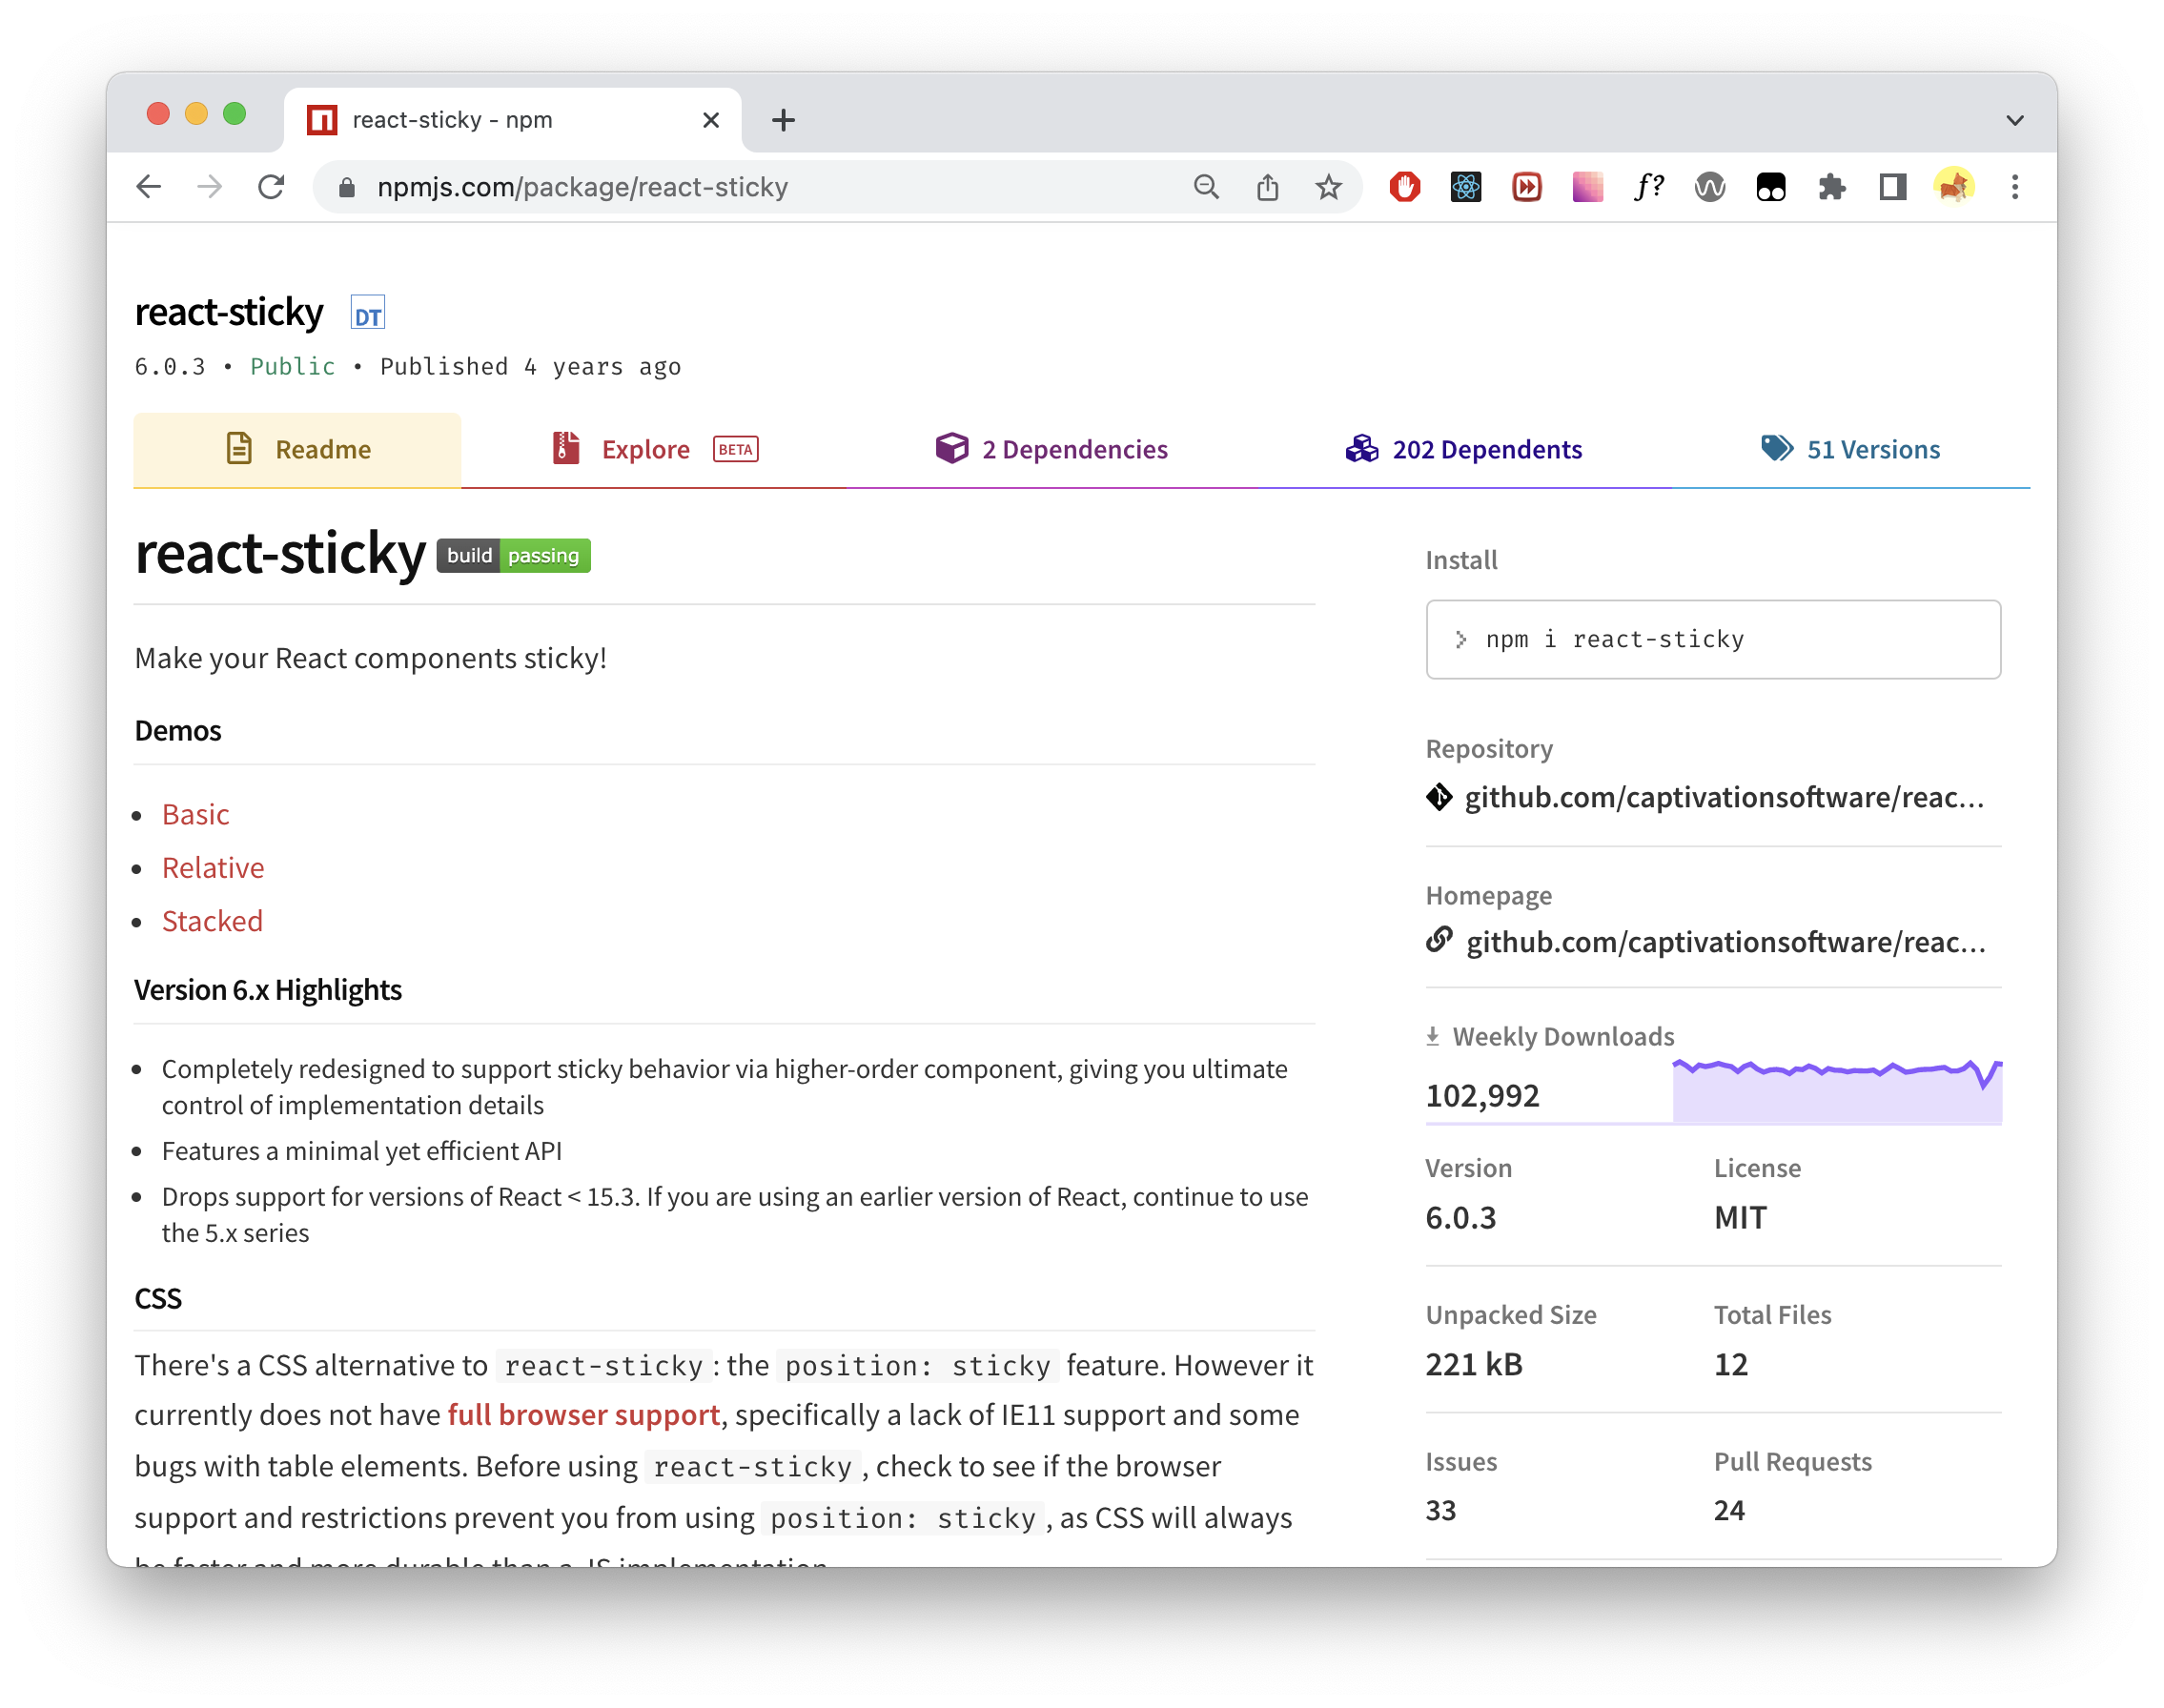 react-sticky - npm
npmjs.com/package/react-sticky
f?
react-sticky DT
6.0.3 • Public • Published 4 years ago
Readme
Explore BETA
2 Dependencies
202 Dependents
51 Versions
react-sticky build passing
Make your React components sticky!
Demos
• Basic
• Relative
• Stacked
Version 6.x Highlights
• Completely redesigned to support sticky behavior via higher-order component, giving you ultimate
control of implementation details
• Features a minimal yet efficient API
• Drops support for versions of React < 15.3. If you are using an earlier version of React, continue to use
the 5.x series
CSS
There's a CSS alternative to react-sticky: the position: sticky feature. However it
currently does not have full browser support, specifically a lack of IE11 support and some
bugs with table elements. Before using react-sticky, check to see if the browser
support and restrictions prevent you from using position: sticky, as CSS will always
be faster and more durable than a JS implementation
Install
npm i react-sticky
Repository
github.com/captivationsoftware/reac...
Homepage
github.com/captivationsoftware/reac...
Weekly Downloads
102,992
Version
6.0.3
License
MIT
Unpacked Size
221 kB
Total Files
12
Issues
33
Pull Requests
24